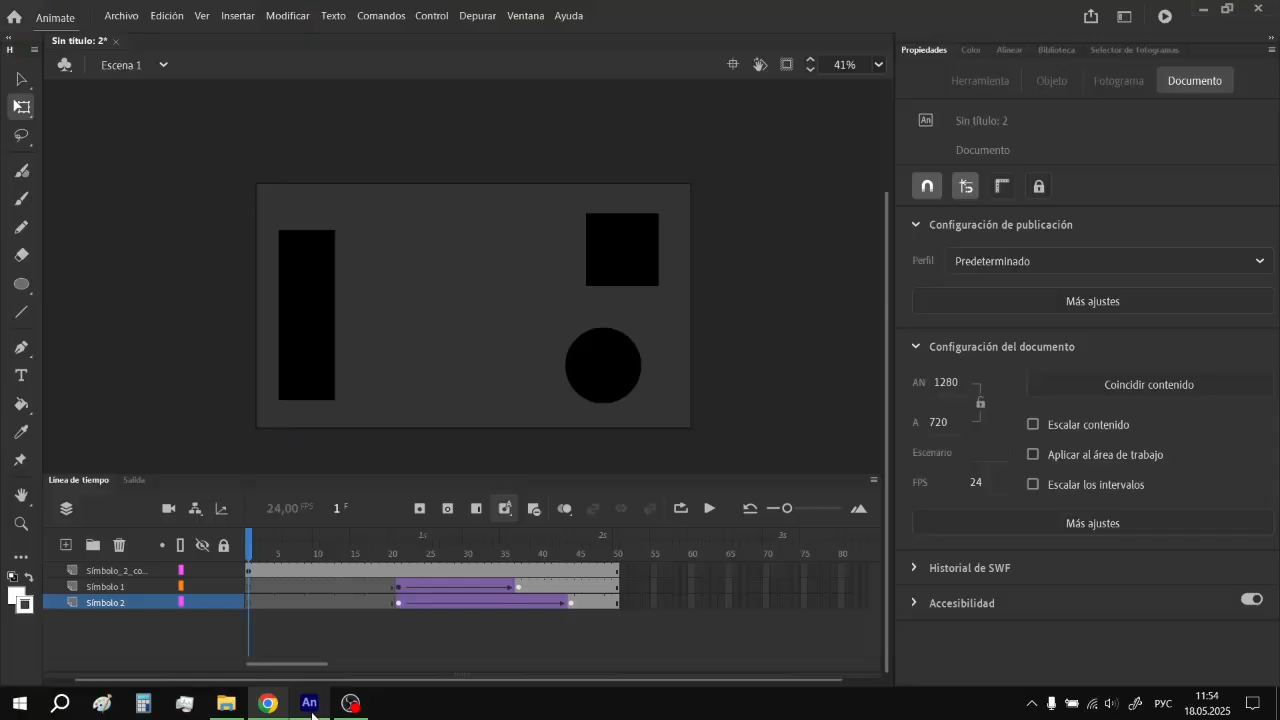 Animate
Archivo Edición Ver Insertar Modificar Texto Comandos Control Depurar Ventana Ayuda
Sin título: 2*
Escena 1
41%
H
Propiedades Color Alinear Biblioteca Selector de fotogramas
Herramienta Objeto Fotograma Documento
An Sin título: 2
Documento
Configuración de publicación
Perfil Predeterminado
Más ajustes
Configuración del documento
AN 1280
Coincidir contenido
A 720
Escalar contenido
Escenario
Aplicar al área de trabajo
FPS 24
Escalar los intervalos
Más ajustes
Historial de SWF
Accesibilidad
Línea de tiempo Salida
24,00 FPS 1 F
1s 2s 3s
5 10 15 20 25 30 35 40 45 50 55 60 65 70 75 80
Símbolo_2_co...
Símbolo 1
Símbolo 2
An
РУС
11:54
18.05.2025